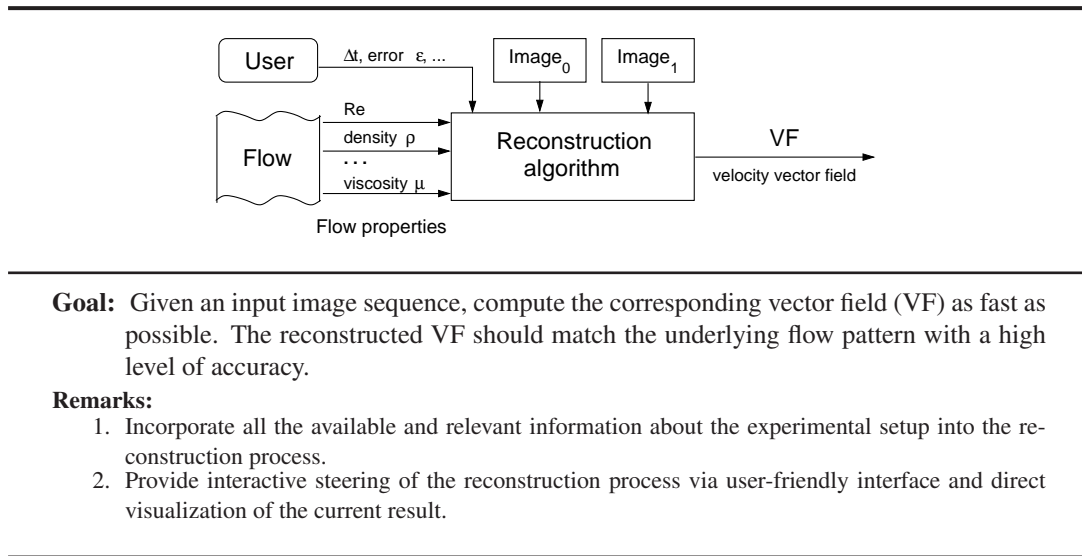 User
Δt, error ε, ...
Image₀
Image₁
Flow
Re
density ρ
...
viscosity μ
Flow properties
Reconstruction
algorithm
VF
velocity vector field
Goal: Given an input image sequence, compute the corresponding vector field (VF) as fast as
possible. The reconstructed VF should match the underlying flow pattern with a high
level of accuracy.
Remarks:
1. Incorporate all the available and relevant information about the experimental setup into the re-
construction process.
2. Provide interactive steering of the reconstruction process via user-friendly interface and direct
visualization of the current result.